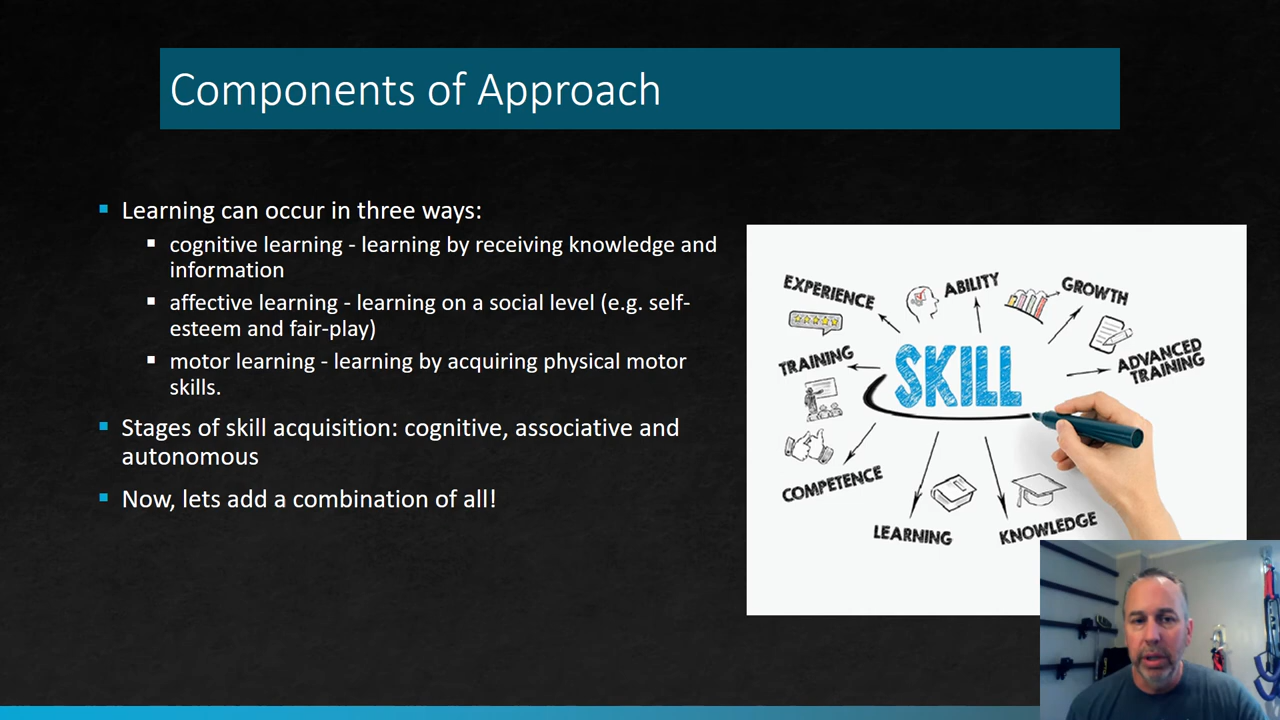 Components of Approach
Learning can occur in three ways:
cognitive learning - learning by receiving knowledge and
information
affective learning - learning on a social level (e.g. self-
esteem and fair-play)
motor learning - learning by acquiring physical motor
skills.
Stages of skill acquisition: cognitive, associative and
autonomous
Now, lets add a combination of all!
EXPERIENCE
ABILITY
GROWTH
TRAINING
SKILL
ADVANCED
TRAINING
COMPETENCE
LEARNING
KNOWLEDGE